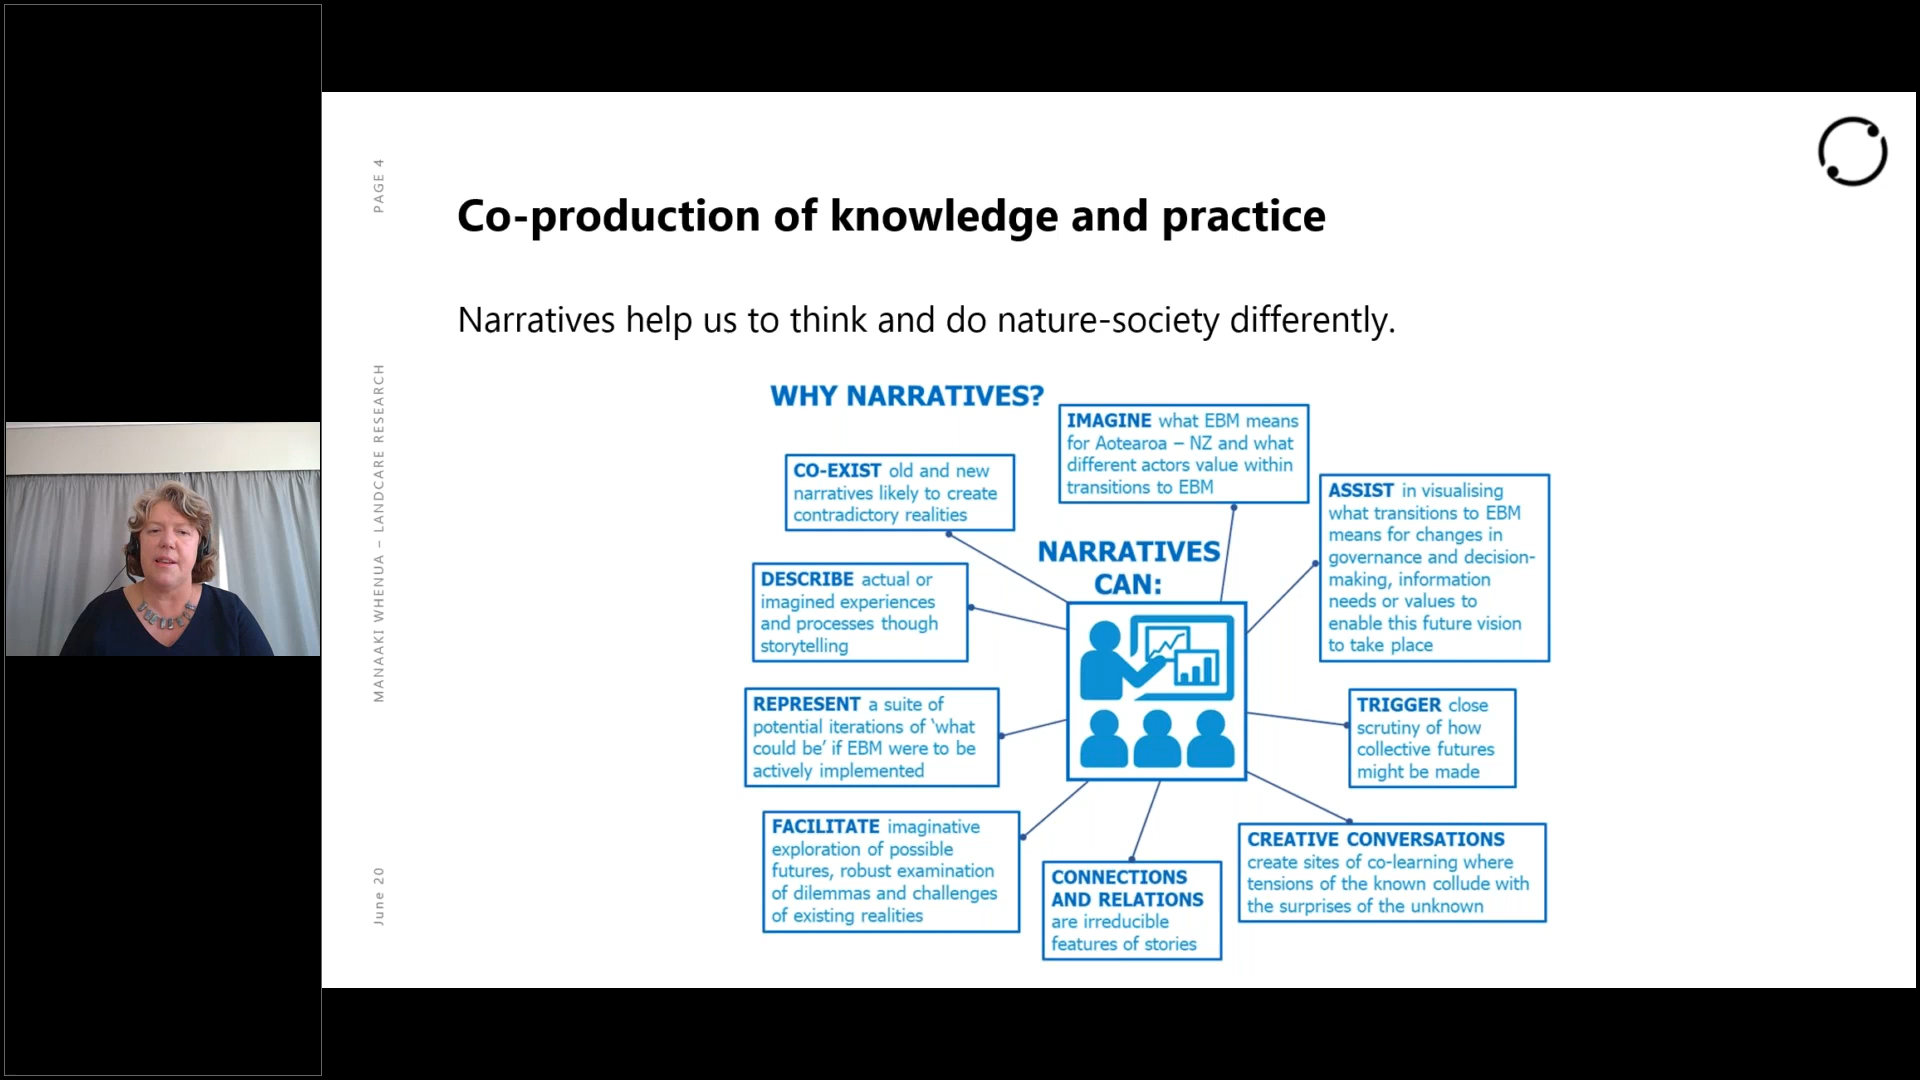 PAGE 4
MANAAKI WHENUA – LANDCARE RESEARCH
June 20
Co-production of knowledge and practice
Narratives help us to think and do nature-society differently.
WHY NARRATIVES?
NARRATIVES
CAN:
CO-EXIST old and new
narratives likely to create
contradictory realities
IMAGINE what EBM means
for Aotearoa – NZ and what
different actors value within
transitions to EBM
ASSIST in visualising
what transitions to EBM
means for changes in
governance and decision-
making, information
needs or values to
enable this future vision
to take place
DESCRIBE actual or
imagined experiences
and processes though
storytelling
REPRESENT a suite of
potential iterations of ‘what
could be’ if EBM were to be
actively implemented
TRIGGER close
scrutiny of how
collective futures
might be made
FACILITATE imaginative
exploration of possible
futures, robust examination
of dilemmas and challenges
of existing realities
CONNECTIONS
AND RELATIONS
are irreducible
features of stories
CREATIVE CONVERSATIONS
create sites of co-learning where
tensions of the known collude with
the surprises of the unknown